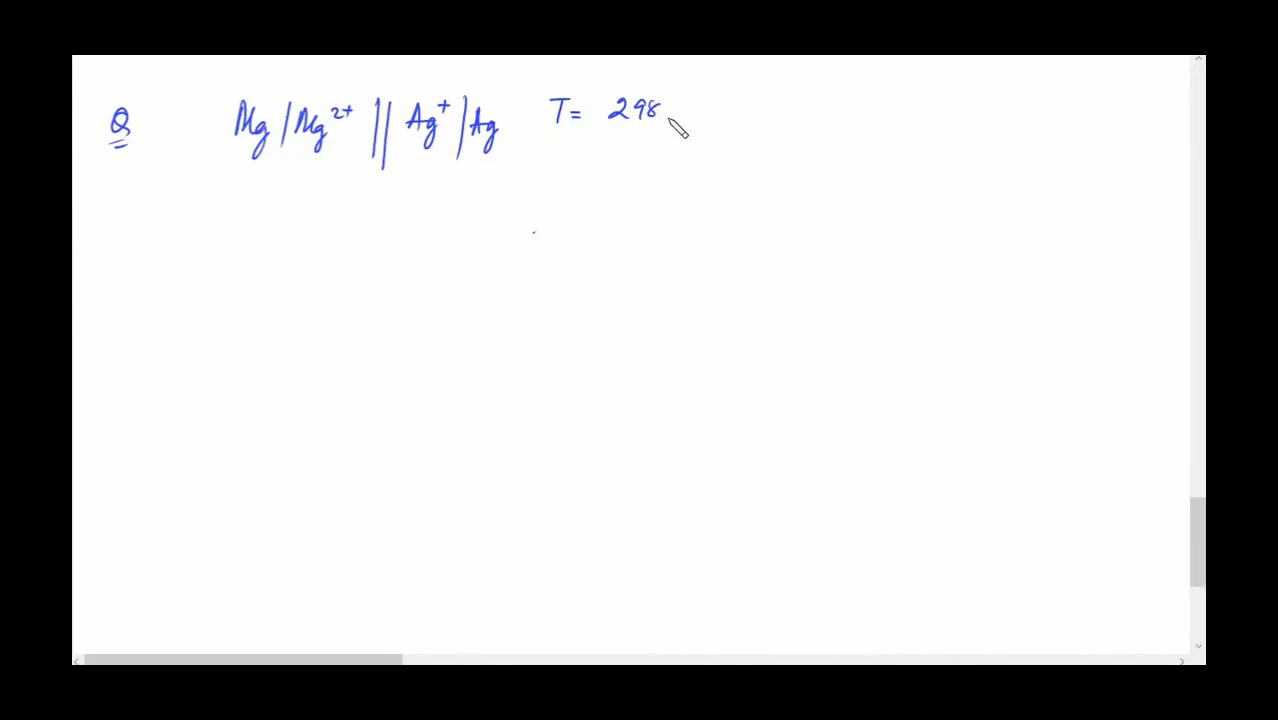 Q Mg / Mg²⁺ || Ag⁺ / Ag T = 298